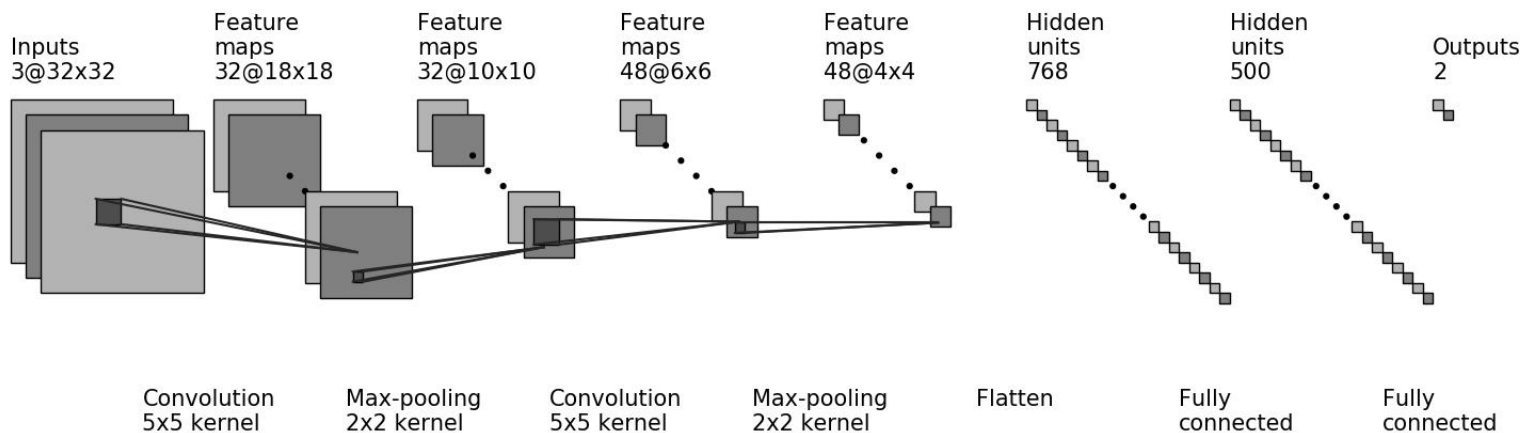 Inputs
3@32x32
Feature
maps
32@18x18
Feature
maps
32@10x10
Feature
maps
48@6x6
Feature
maps
48@4x4
Hidden
units
768
Hidden
units
500
Outputs
2
Convolution
5x5 kernel
Max-pooling
2x2 kernel
Convolution
5x5 kernel
Max-pooling
2x2 kernel
Flatten
Fully
connected
Fully
connected